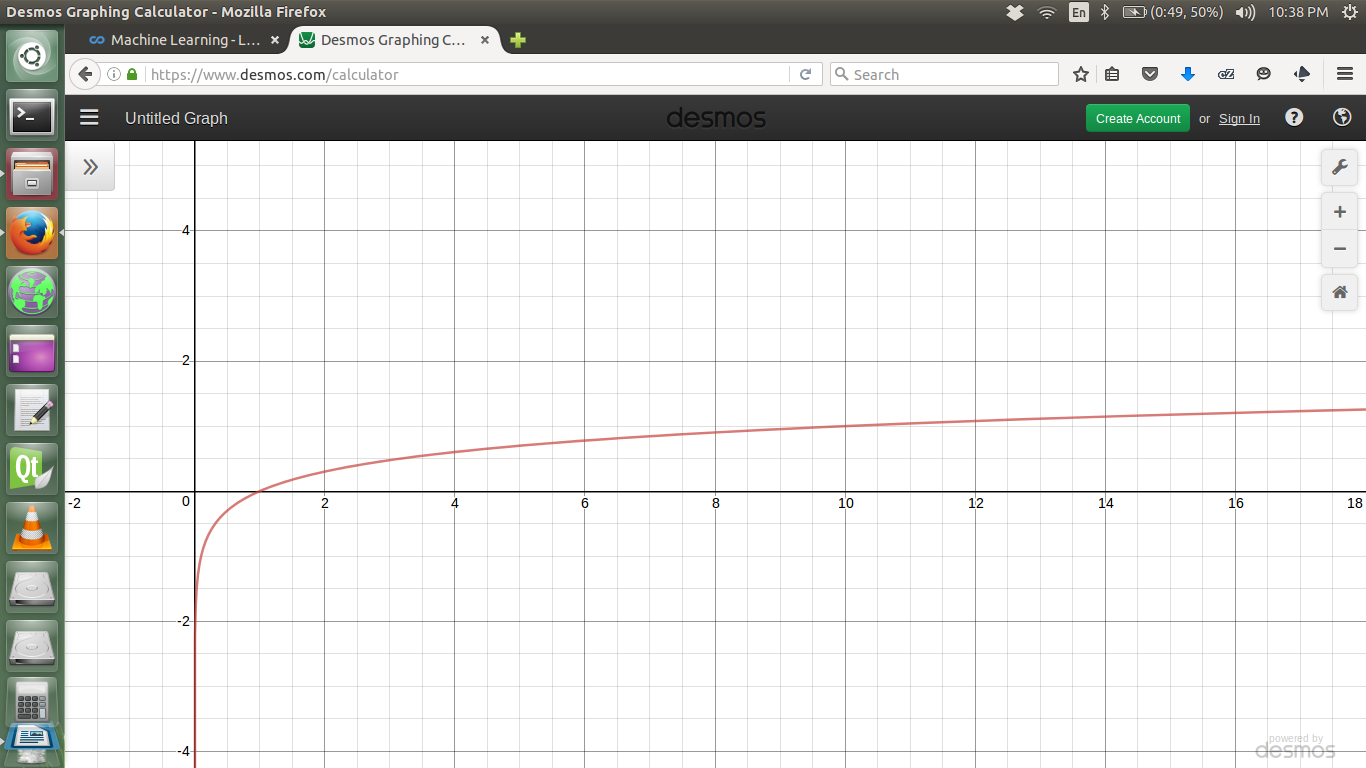 Desmos Graphing Calculator - Mozilla Firefox
En
(0:49, 50%)
10:38 PM
Machine Learning - L...
Desmos Graphing C...
https://www.desmos.com/calculator
Search
Untitled Graph
desmos
Create Account
or
Sign In
?
4
2
-2
0
2
4
6
8
10
12
14
16
18
-2
-4
Qt
powered by
desmos